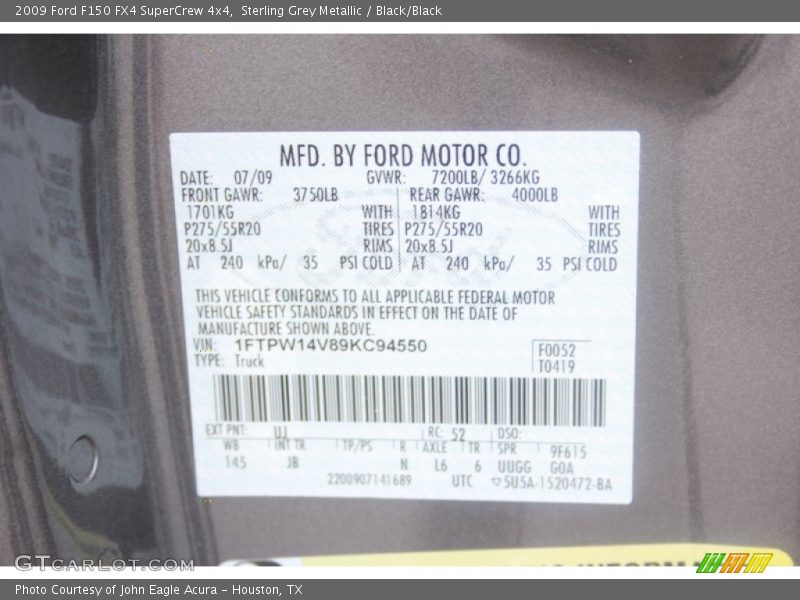 2009 Ford F150 FX4 SuperCrew 4x4,  Sterling Grey Metallic / Black/Black
MFD. BY FORD MOTOR CO.
DATE: 07/09 GVWR: 7200LB/ 3266KG
FRONT GAWR: 3750LB REAR GAWR: 4000LB
1701KG WITH 1814KG WITH
P275/55R20 TIRES P275/55R20 TIRES
20x8.5J RIMS 20x8.5J RIMS
AT 240 kPa/ 35 PSI COLD AT 240 kPa/ 35 PSI COLD
THIS VEHICLE CONFORMS TO ALL APPLICABLE FEDERAL MOTOR
VEHICLE SAFETY STANDARDS IN EFFECT ON THE DATE OF
MANUFACTURE SHOWN ABOVE.
VIN: 1FTPW14V89KC94550
F0052
TYPE: Truck T0419
EXT PNT: UJ RC: 52 DSO:
WB INT TR TP/PS R AXLE TR SPR 9F615
145 JB N L6 6 UUGG GOA
2200907141689 UTC ▽5U5A-1520472-BA
GTCARLOT.COM
Photo Courtesy of John Eagle Acura - Houston, TX